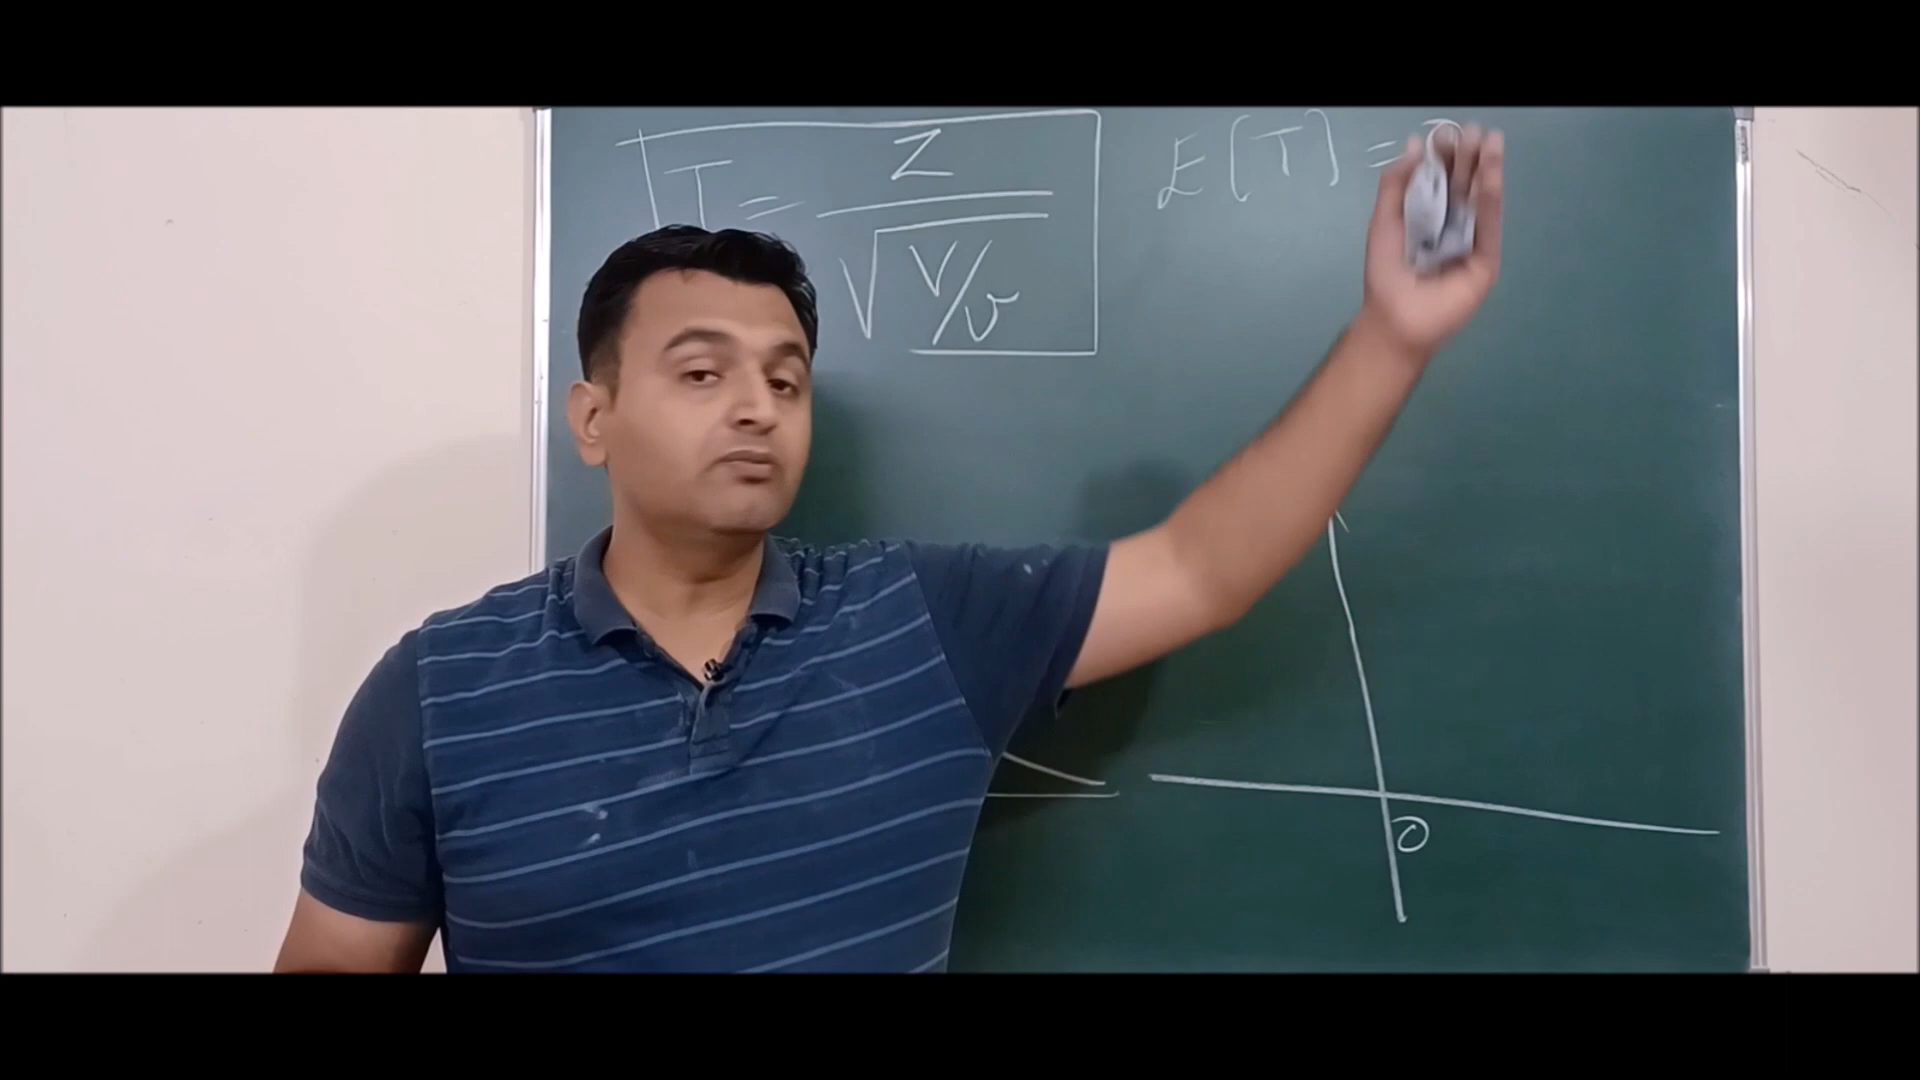 T = Z / √(V/ν)
E[T] =
0